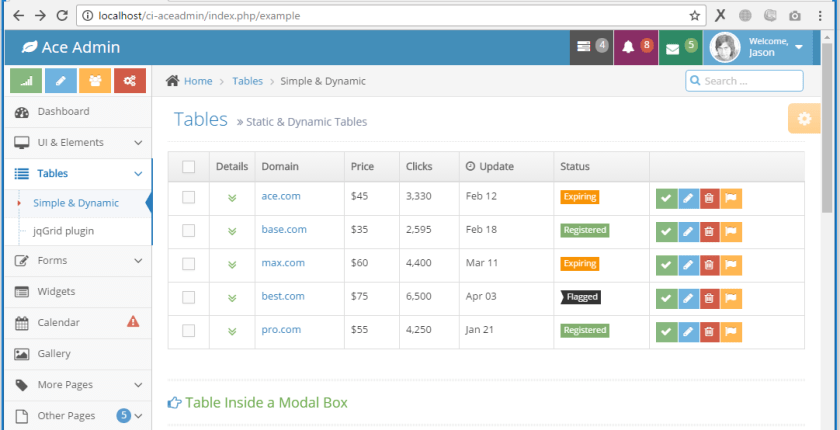 localhost/ci-aceadmin/index.php/example
Ace Admin
4
8
5
Welcome,
Jason
Home > Tables > Simple & Dynamic
Search ...
Dashboard
UI & Elements
Tables
Simple & Dynamic
jqGrid plugin
Forms
Widgets
Calendar
Gallery
More Pages
Other Pages 5
Tables » Static & Dynamic Tables
Details Domain Price Clicks Update Status
ace.com $45 3,330 Feb 12 Expiring
base.com $35 2,595 Feb 18 Registered
max.com $60 4,400 Mar 11 Expiring
best.com $75 6,500 Apr 03 Flagged
pro.com $55 4,250 Jan 21 Registered
Table Inside a Modal Box